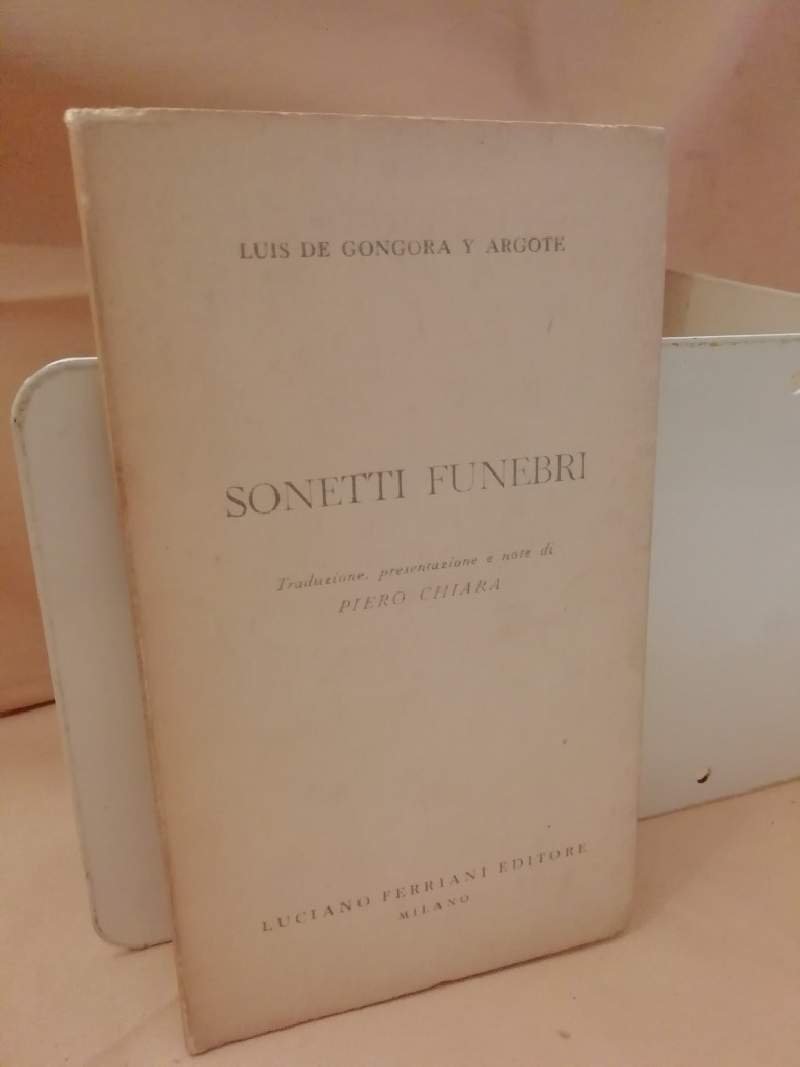 LUIS DE GONGORA Y ARGOTE
SONETTI FUNEBRI
Traduzione, presentazione e note di
PIERO CHIARA
LUCIANO FERRIANI EDITORE
MILANO